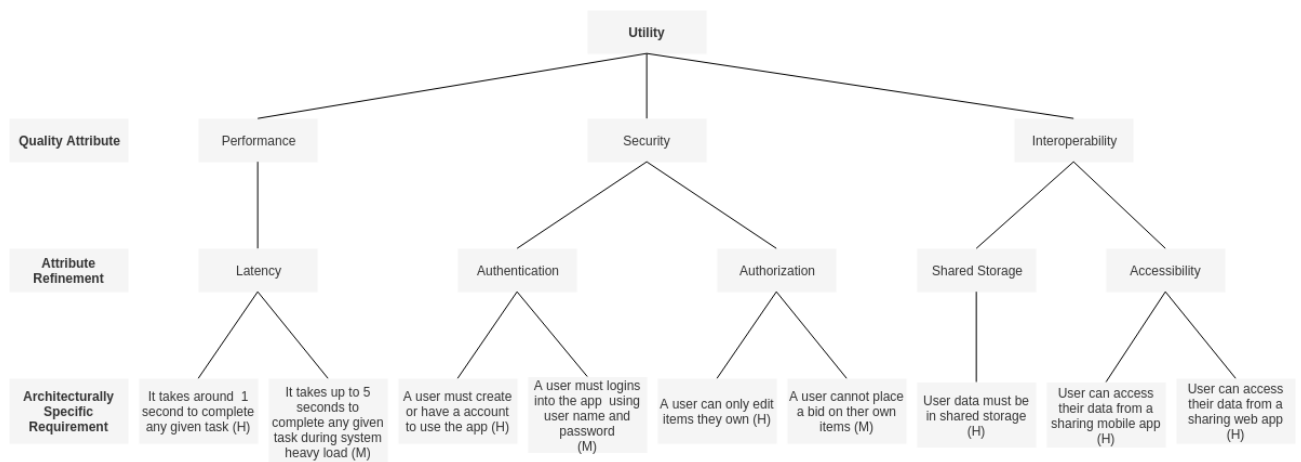 Utility
Quality Attribute
Performance
Security
Interoperability
Attribute
Refinement
Latency
Authentication
Authorization
Shared Storage
Accessibility
Architecturally
Specific
Requirement
It takes around 1
second to complete
any given task (H)
It takes up to 5
seconds to
complete any given
task during system
heavy load (M)
A user must create
or have a account
to use the app (H)
A user must logins
into the app using
user name and
password
(M)
A user can only edit
items they own (H)
A user cannot place
a bid on ther own
items (M)
User data must be
in shared storage
(H)
User can access
their data from a
sharing mobile app
(H)
User can access
their data from a
sharing web app
(H)